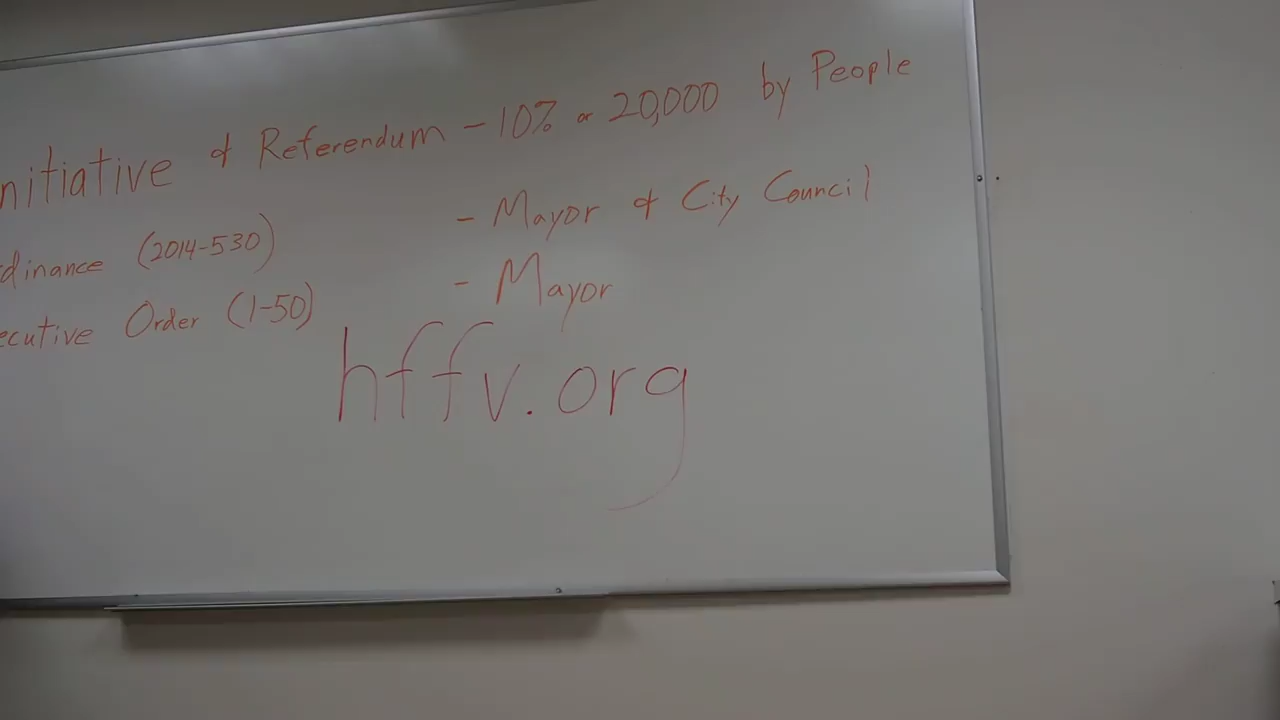 nitiative & Referendum - 10% or 20,000 by People
dinance (2014-530) - Mayor & City Council
ecutive Order (1-50) - Mayor
hffv.org